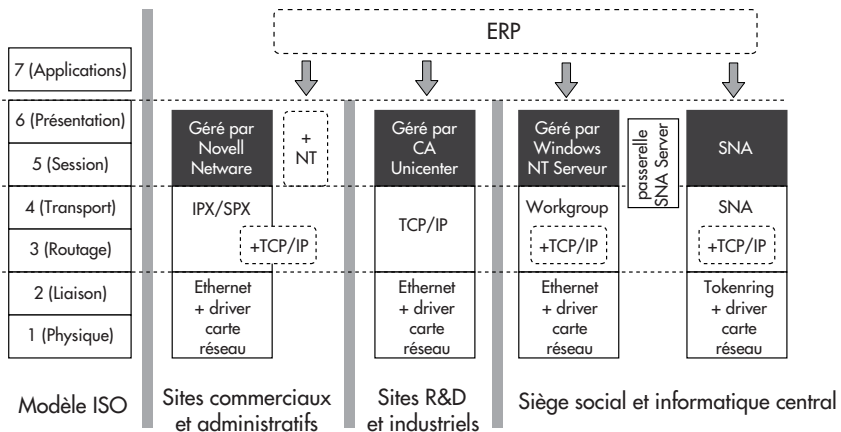 ERP
7 (Applications)
6 (Présentation)
5 (Session)
4 (Transport)
3 (Routage)
2 (Liaison)
1 (Physique)
Modèle ISO
Géré par
Novell
Netware
+
NT
IPX/SPX
+TCP/IP
Ethernet
+ driver
carte
réseau
Sites commerciaux
et administratifs
Géré par
CA
Unicenter
TCP/IP
Ethernet
+ driver
carte
réseau
Sites R&D
et industriels
Géré par
Windows
NT Serveur
passerelle
SNA Server
Workgroup
+TCP/IP
Ethernet
+ driver
carte
réseau
SNA
SNA
+TCP/IP
Tokenring
+ driver
carte
réseau
Siège social et informatique central